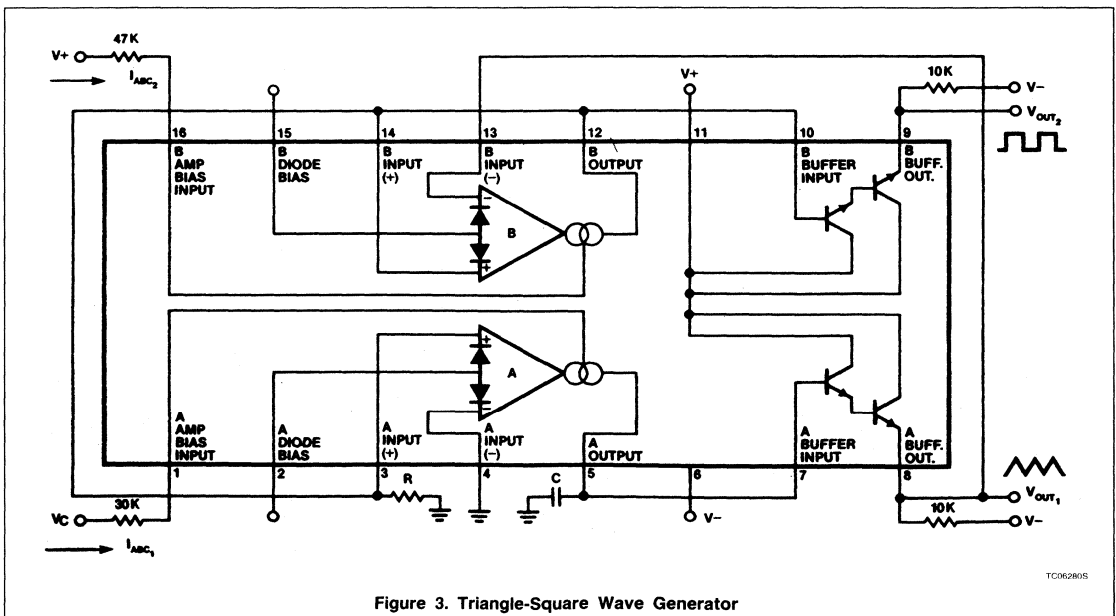 47K
V+
I_ABC2
V+
10K
V-
V_OUT2
16 15 14 13 12 11 10 9
B AMP BIAS INPUT
B DIODE BIAS
B INPUT (+)
B INPUT (-)
B OUTPUT
B BUFFER INPUT
B BUFF. OUT.
-
B
+
+
A
-
A AMP BIAS INPUT
A DIODE BIAS
A INPUT (+)
A INPUT (-)
A OUTPUT
A BUFFER INPUT
A BUFF. OUT.
1 2 3 4 5 6 7 8
R
C
V_OUT1
VC
30K
V-
10K
V-
I_ABC1
TC06280S
Figure 3. Triangle-Square Wave Generator